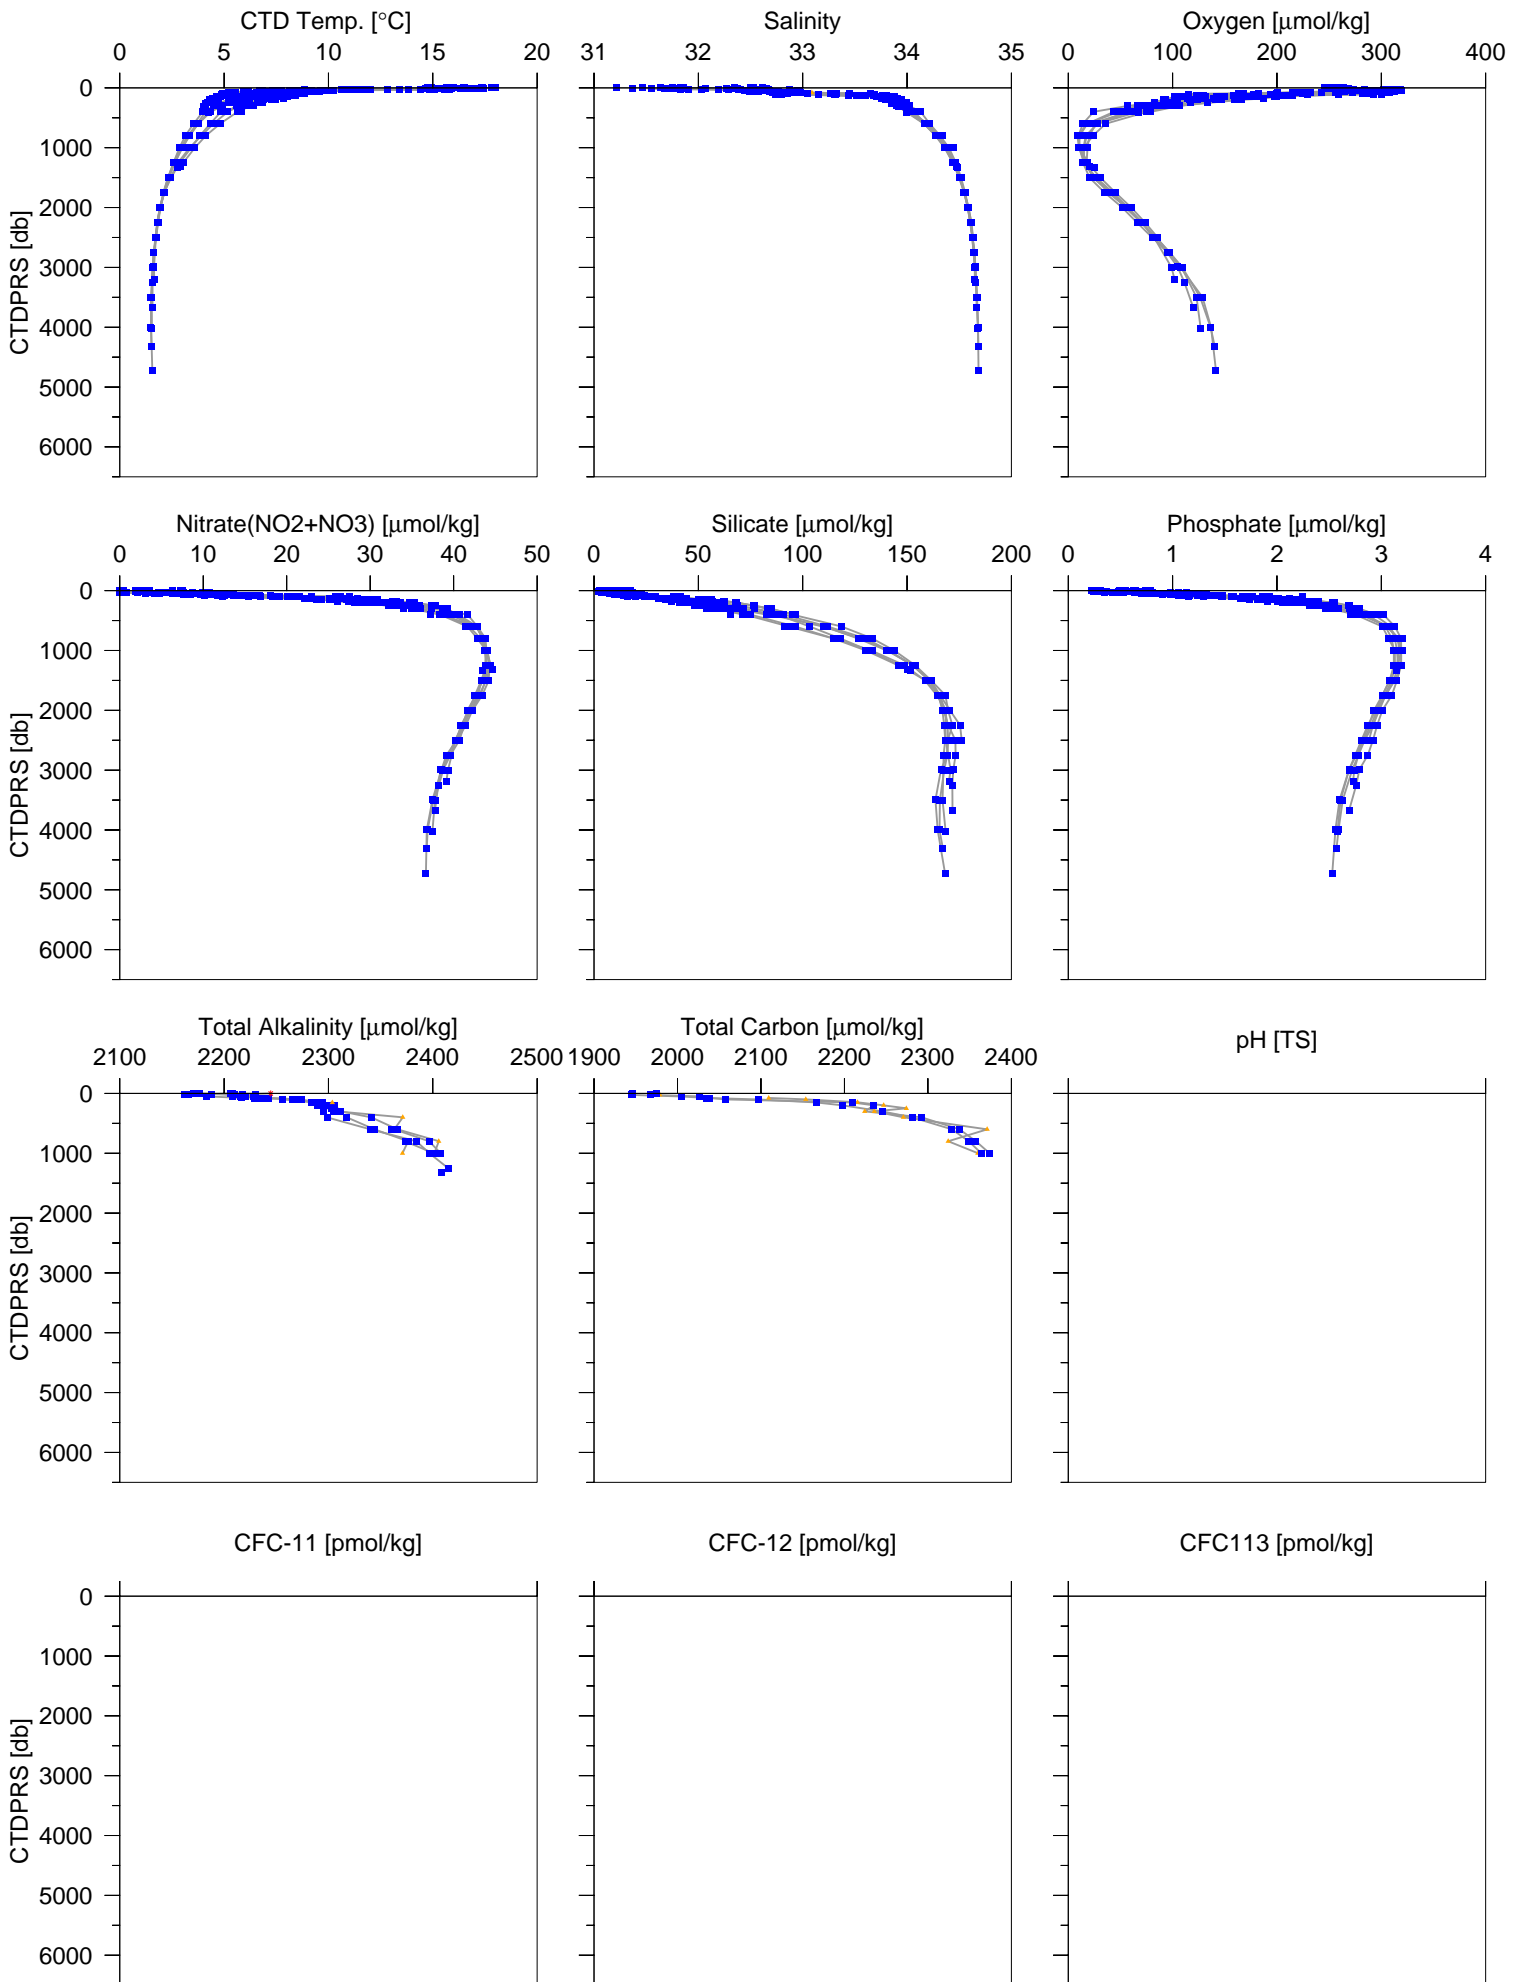 CTD Temp. [°C] Salinity Oxygen [μmol/kg]
0 5 10 15 20 31 32 33 34 35 0 100 200 300 400
0
1000
2000
3000
4000
5000
6000
CTDPRS [db]
Nitrate(NO2+NO3) [μmol/kg] Silicate [μmol/kg] Phosphate [μmol/kg]
0 10 20 30 40 50 0 50 100 150 200 0 1 2 3 4
0
1000
2000
3000
4000
5000
6000
CTDPRS [db]
Total Alkalinity [μmol/kg] Total Carbon [μmol/kg] pH [TS]
2100 2200 2300 2400 2500 1900 2000 2100 2200 2300 2400
0
1000
2000
3000
4000
5000
6000
CTDPRS [db]
CFC-11 [pmol/kg] CFC-12 [pmol/kg] CFC113 [pmol/kg]
0
1000
2000
3000
4000
5000
6000
CTDPRS [db]